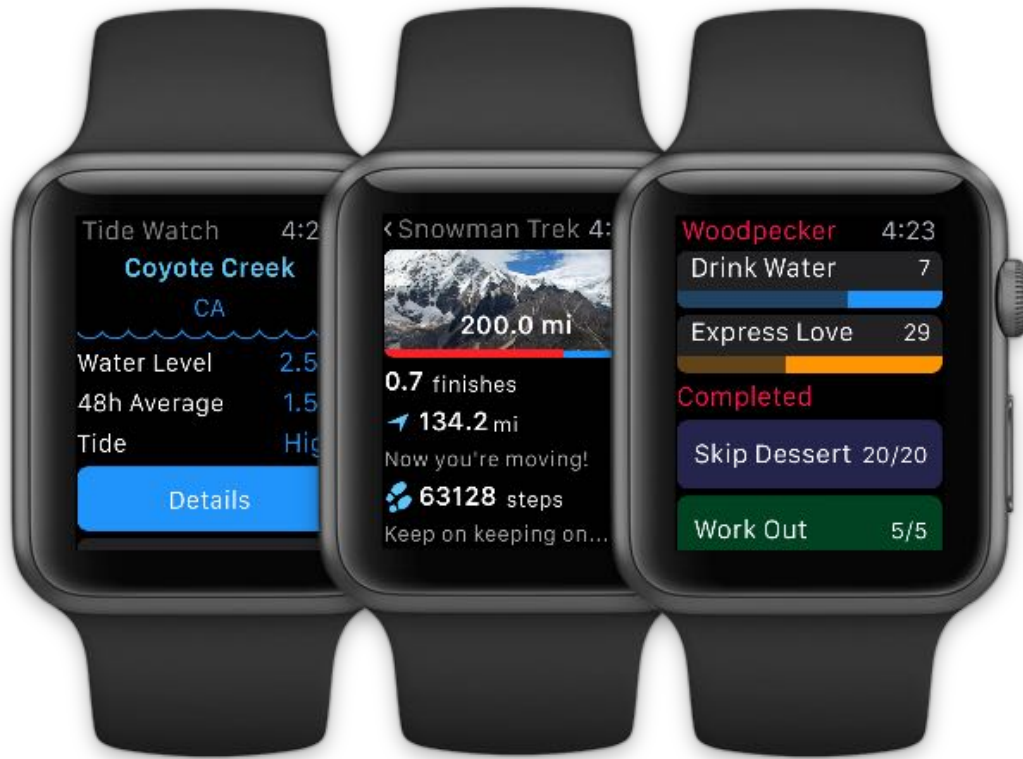 Tide Watch 4:2
Coyote Creek
CA
Water Level 2.5
48h Average 1.5
Tide Hig
Details
‹ Snowman Trek 4:
200.0 mi
0.7 finishes
134.2 mi
Now you're moving!
63128 steps
Keep on keeping on...
Woodpecker 4:23
Drink Water 7
Express Love 29
Completed
Skip Dessert 20/20
Work Out 5/5